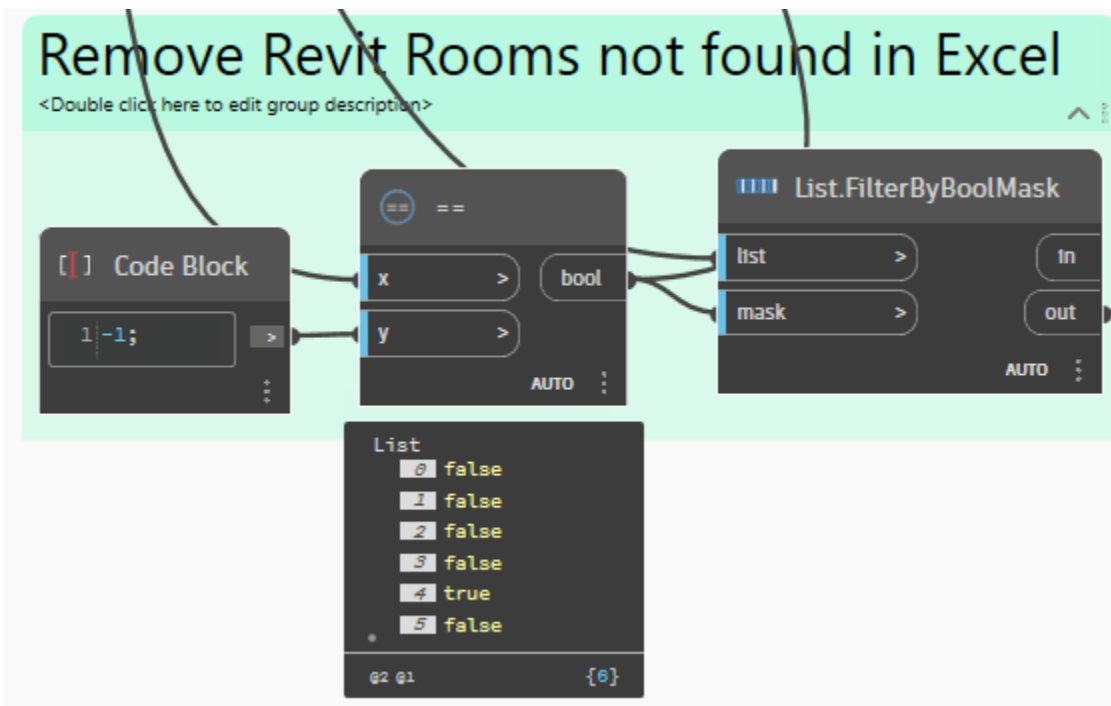 Remove Revit Rooms not found in Excel
<Double click here to edit group description>
[I] Code Block
1 -1;
>
== ==
x > bool
y >
AUTO
List.FilterByBoolMask
list > in
mask > out
AUTO
List
0 false
1 false
2 false
3 false
4 true
5 false
@2 @1 {6}